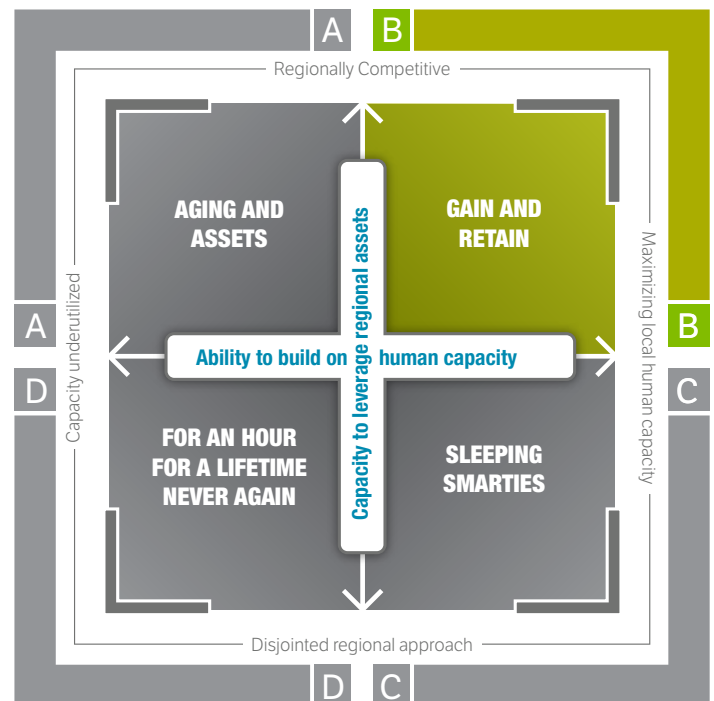 A B
Regionally Competitive
AGING AND
ASSETS
GAIN AND
RETAIN
Capacity to leverage regional assets
Ability to build on human capacity
Capacity underutilized
Maximizing local human capacity
A
B
D
C
FOR AN HOUR
FOR A LIFETIME
NEVER AGAIN
SLEEPING
SMARTIES
Disjointed regional approach
D C